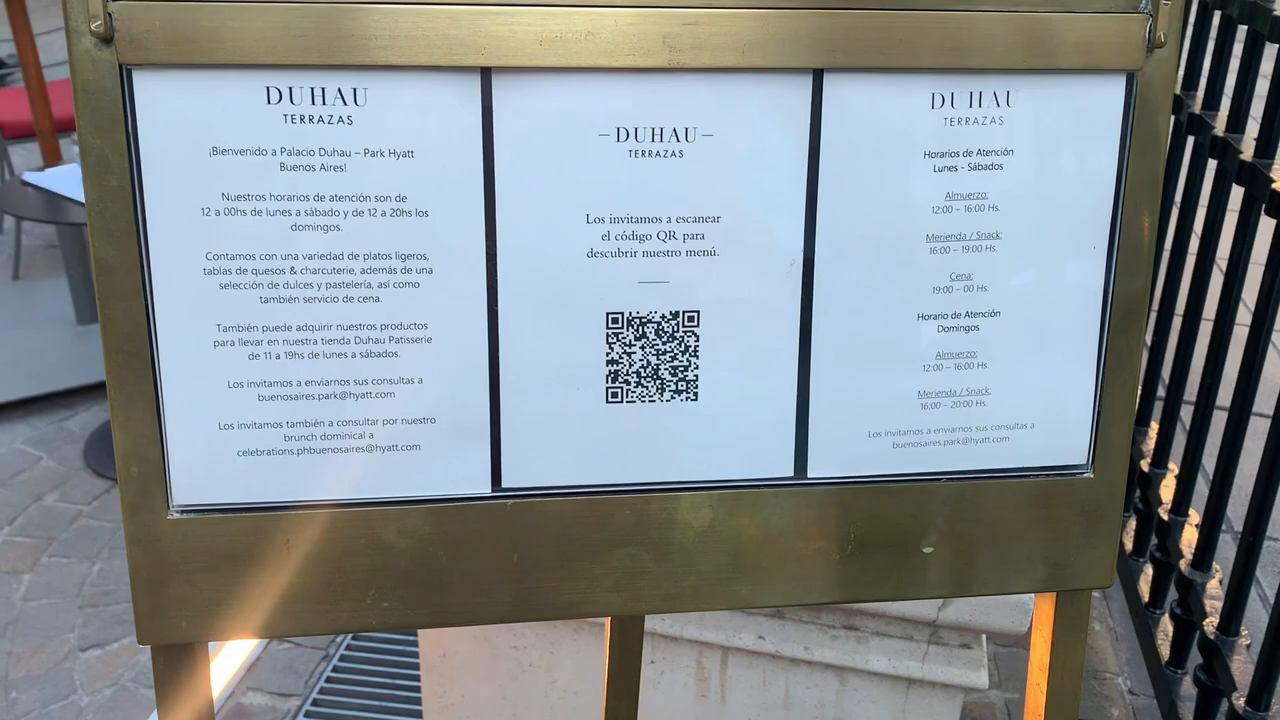 DUHAU
TERRAZAS
¡Bienvenido a Palacio Duhau – Park Hyatt
Buenos Aires!
Nuestros horarios de atención son de
12 a 00hs de lunes a sábado y de 12 a 20hs los
domingos.
Contamos con una variedad de platos ligeros,
tablas de quesos & charcuterie, además de una
selección de dulces y pastelería, así como
también servicio de cena.
También puede adquirir nuestros productos
para llevar en nuestra tienda Duhau Patisserie
de 11 a 19hs de lunes a sábados.
Los invitamos a enviarnos sus consultas a
buenosaires.park@hyatt.com
Los invitamos también a consultar por nuestro
brunch dominical a
celebrations.phbuenosaires@hyatt.com
–DUHAU–
TERRAZAS
Los invitamos a escanear
el código QR para
descubrir nuestro menú.
DUHAU
TERRAZAS
Horarios de Atención
Lunes - Sábados
Almuerzo:
12:00 – 16:00 Hs.
Merienda / Snack:
16:00 – 19:00 Hs.
Cena:
19:00 – 00 Hs.
Horario de Atención
Domingos
Almuerzo:
12:00 – 16:00 Hs.
Merienda / Snack:
16:00 – 20:00 Hs.
Los invitamos a enviarnos sus consultas a
buenosaires.park@hyatt.com